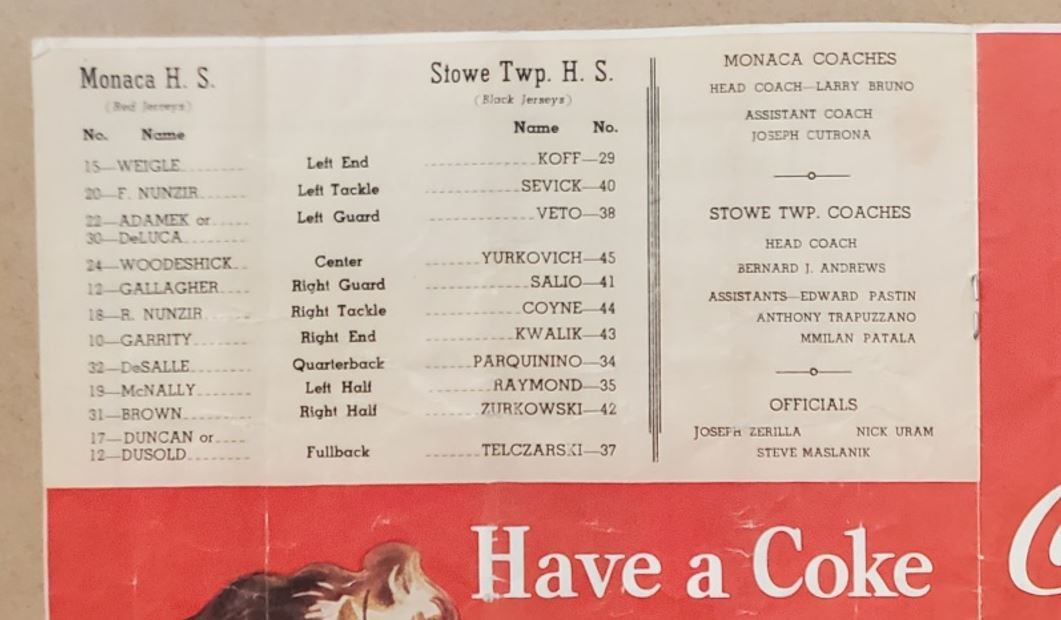 Monaca H. S.
(Red Jerseys)
No. Name
Stowe Twp. H. S.
(Black Jerseys)
Name No.
15—WEIGLE Left End KOFF—29
20—F. NUNZIR Left Tackle SEVICK—40
22—ADAMEK or Left Guard VETO—38
30—DeLUCA
24—WOODESHICK Center YURKOVICH—45
12—GALLAGHER Right Guard SALIO—41
18—R. NUNZIR Right Tackle COYNE—44
10—GARRITY Right End KWALIK—43
32—DeSALLE Quarterback PARQUININO—34
19—McNALLY Left Half RAYMOND—35
31—BROWN Right Half ZURKOWSKI—42
17—DUNCAN or
12—DUSOLD Fullback TELCZARSKI—37
MONACA COACHES
HEAD COACH—LARRY BRUNO
ASSISTANT COACH
JOSEPH CUTRONA
STOWE TWP. COACHES
HEAD COACH
BERNARD J. ANDREWS
ASSISTANTS—EDWARD PASTIN
ANTHONY TRAPUZZANO
MMILAN PATALA
OFFICIALS
JOSEPH ZERILLA NICK URAM
STEVE MASLANIK
Have a Coke